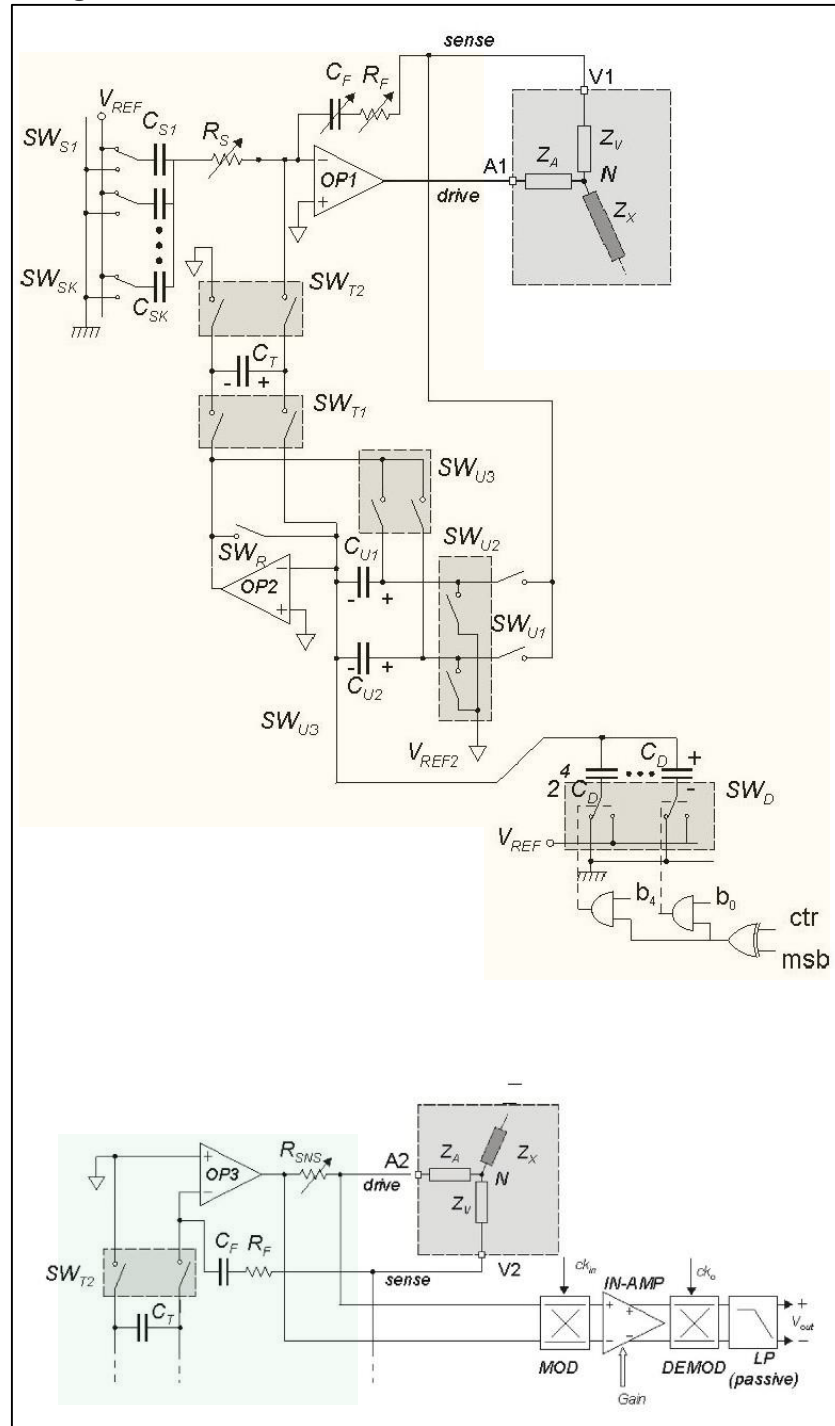 sense
C_F R_F
V1
V_REF
C_S1
R_S
SW_S1
Z_V
Z_A
A1
N
OP1
drive
Z_X
SW_SK
C_SK
SW_T2
C_T
- +
SW_T1
SW_U3
SW_U2
SW_R
C_U1
OP2
- +
SW_U1
- +
C_U2
SW_U3
V_REF2
C_D +
2^4 C_D
-
SW_D
V_REF
b_4
b_0
ctr
msb
R_SNS
A2
Z_A
Z_X
OP3
drive
N
Z_V
C_F R_F
SW_T2
sense
V2
ck_in
IN-AMP
ck_o
C_T
+ +
- -
+
V_out
-
MOD
DEMOD
LP
(passive)
Gain